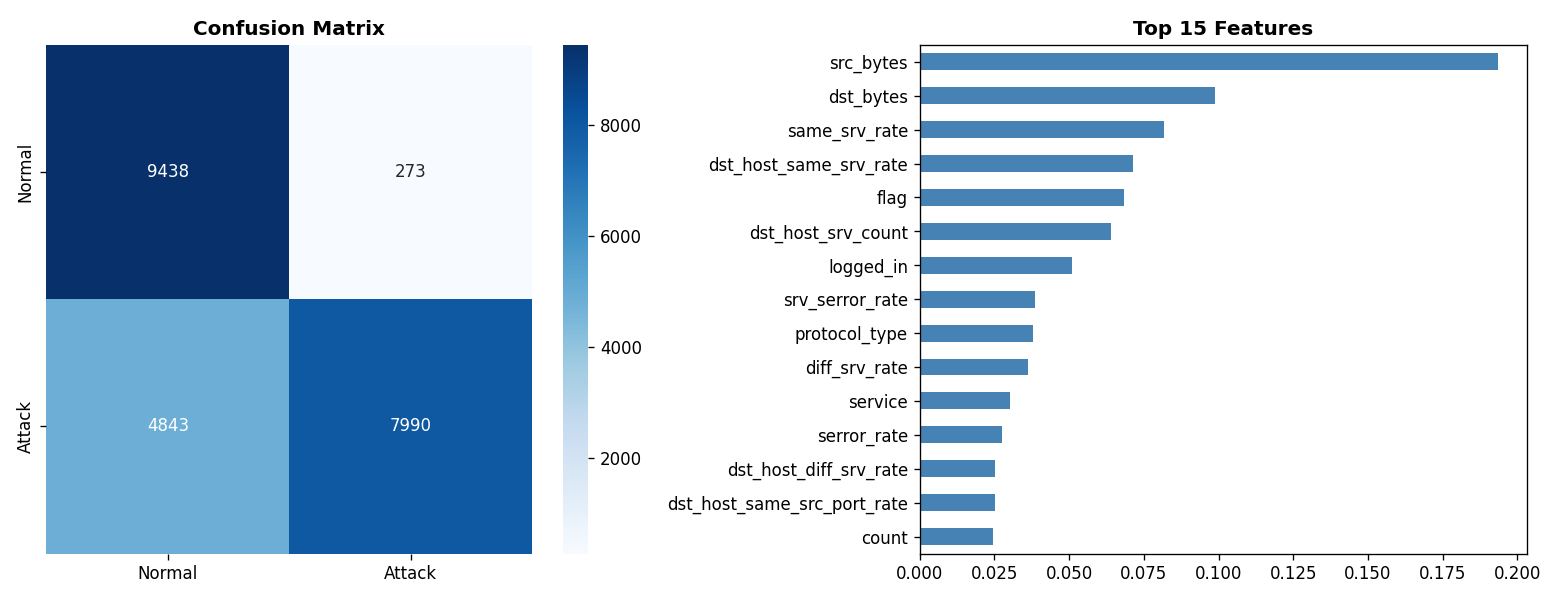 Confusion Matrix
Normal
Attack
9438
273
4843
7990
Normal
Attack
8000
6000
4000
2000
Top 15 Features
src_bytes
dst_bytes
same_srv_rate
dst_host_same_srv_rate
flag
dst_host_srv_count
logged_in
srv_serror_rate
protocol_type
diff_srv_rate
service
serror_rate
dst_host_diff_srv_rate
dst_host_same_src_port_rate
count
0.000 0.025 0.050 0.075 0.100 0.125 0.150 0.175 0.200